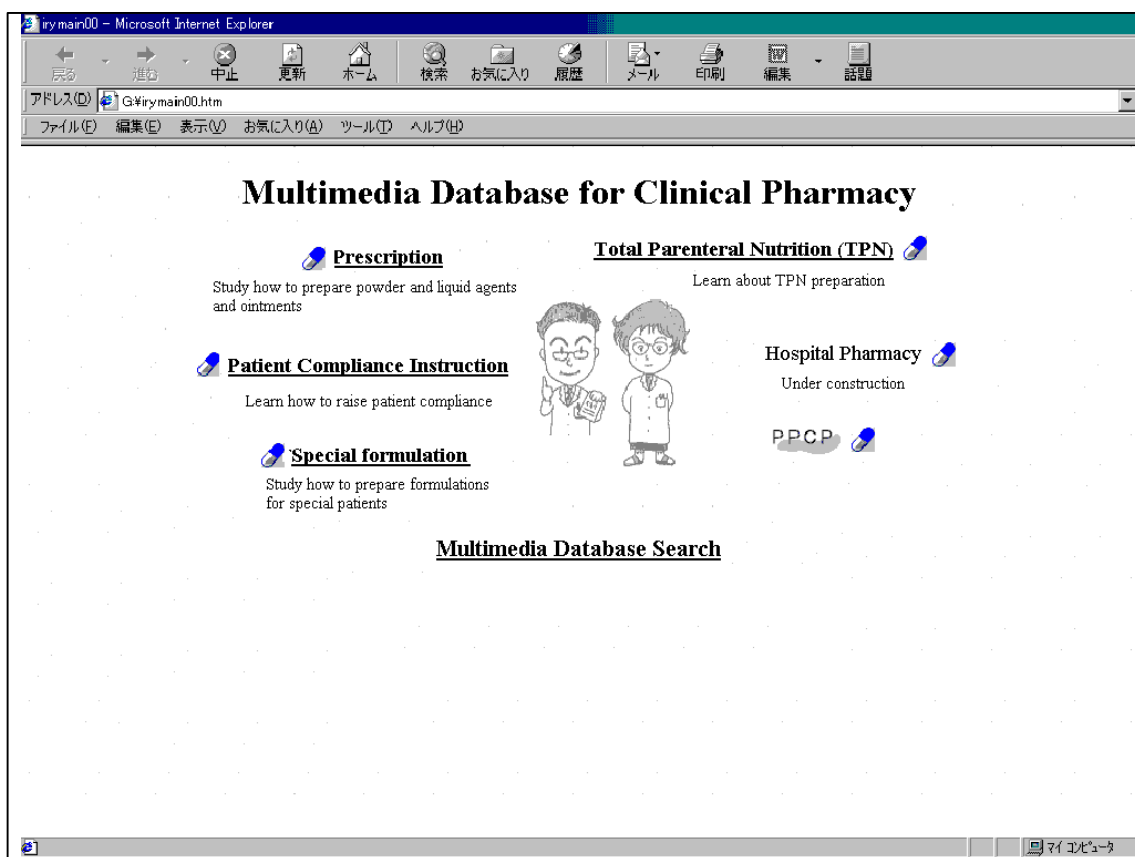 irymain00 - Microsoft Internet Explorer
戻る 進む 中止 更新 ホーム 検索 お気に入り 履歴 メール 印刷 編集 話題
アドレス(D) G:¥irymain00.htm
ファイル(F) 編集(E) 表示(V) お気に入り(A) ツール(T) ヘルプ(H)
Multimedia Database for Clinical Pharmacy
Prescription
Study how to prepare powder and liquid agents
and ointments
Total Parenteral Nutrition (TPN)
Learn about TPN preparation
Patient Compliance Instruction
Learn how to raise patient compliance
Hospital Pharmacy
Under construction
PPCP
Special formulation
Study how to prepare formulations
for special patients
Multimedia Database Search
マイ コンピュータ